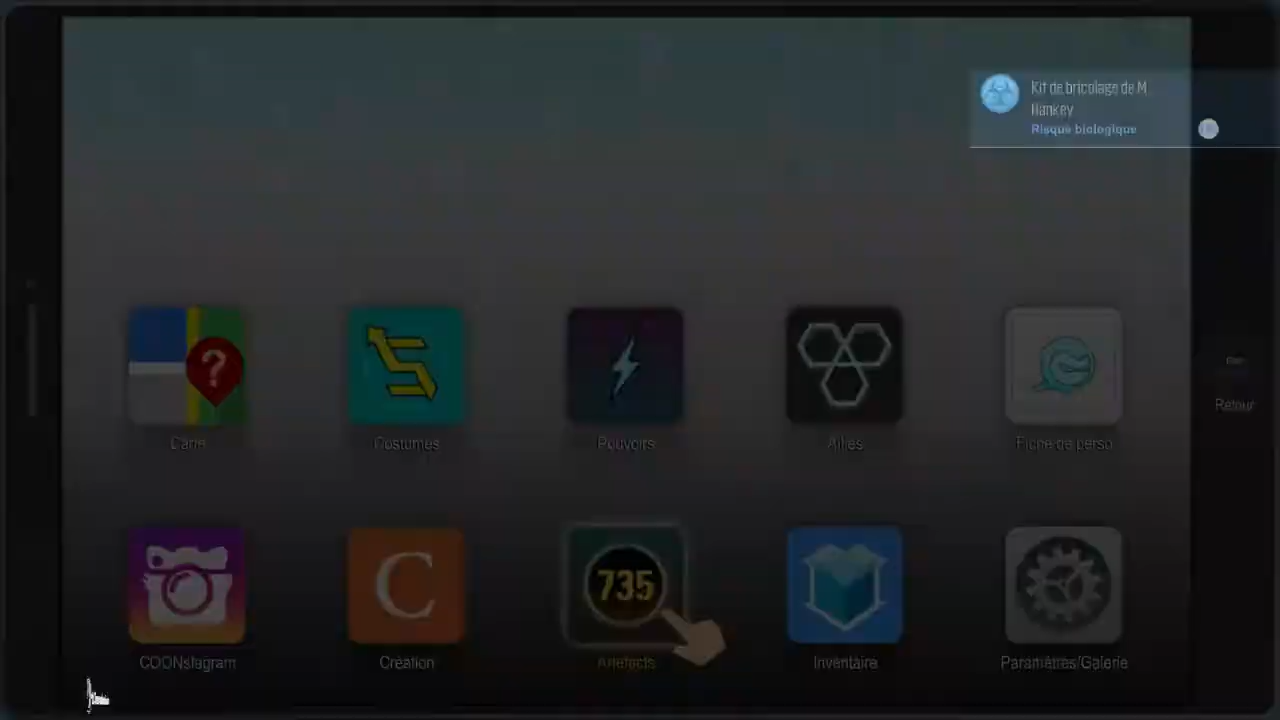 Kit de bricolage de M.
Hankey
Risque biologique
?
Retour
Carte
Costumes
Pouvoirs
Alliés
Fiche de perso
C
735
COONstagram
Création
Artefacts
Inventaire
Paramètres/Galerie